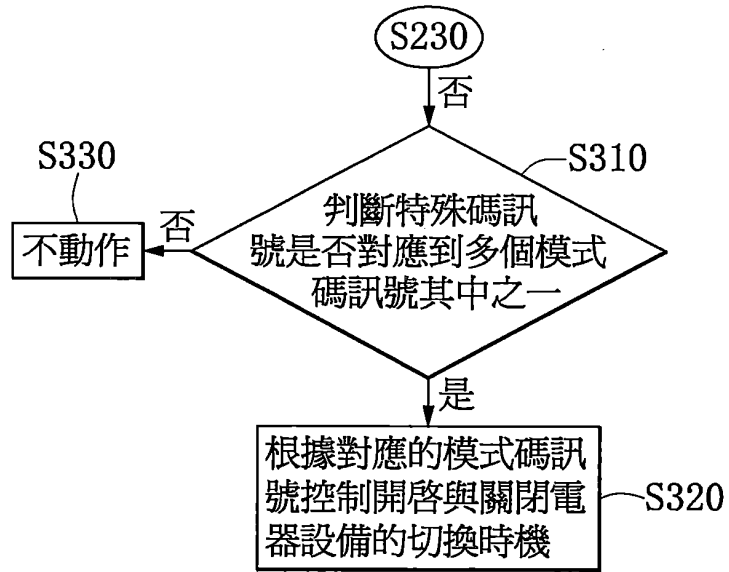 S230
否
S310
判斷特殊碼訊
號是否對應到多個模式
碼訊號其中之一
否
S330
不動作
是
根據對應的模式碼訊
號控制開啓與關閉電
器設備的切換時機
S320